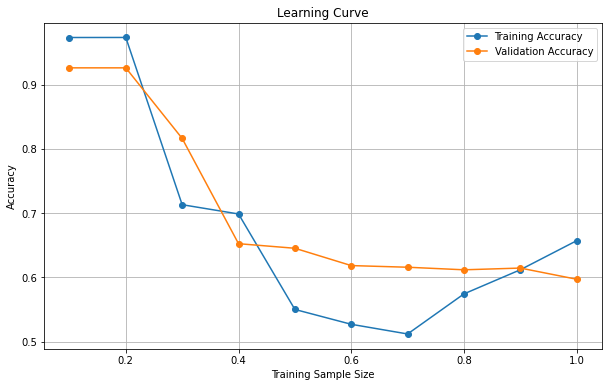 Learning Curve
Training Accuracy
Validation Accuracy
Accuracy
0.9
0.8
0.7
0.6
0.5
0.2
0.4
0.6
0.8
1.0
Training Sample Size